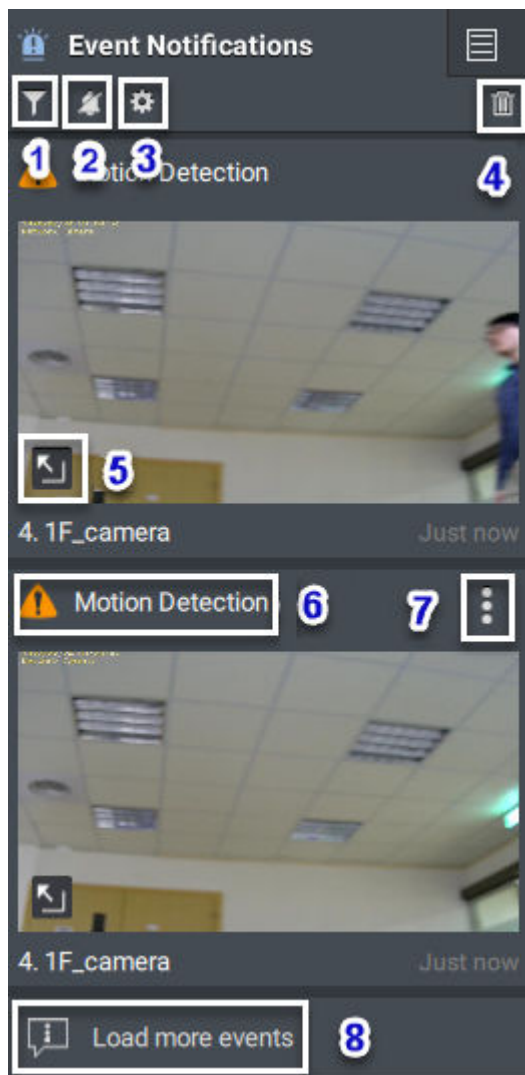 Event Notifications
1 2 3 4
Motion Detection
5
4. 1F_camera Just now
Motion Detection 6 7
4. 1F_camera Just now
Load more events 8